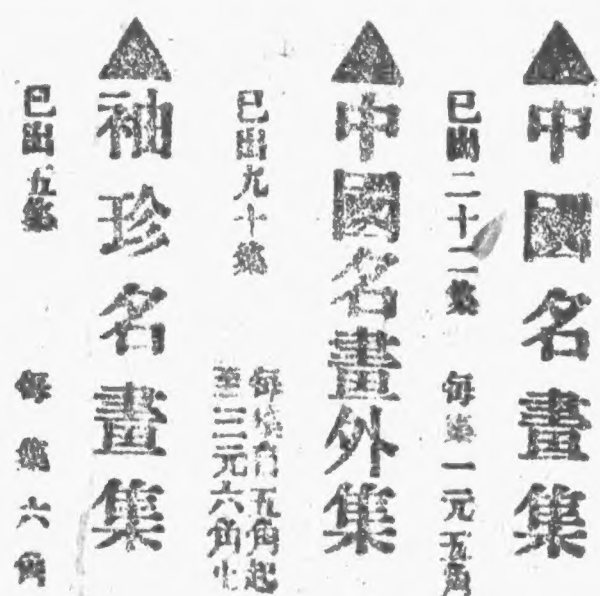 ▲中國名畫集
已出二十二集 每集一元五角
▲中國名畫外集
已出九十集
每集自五角起
至三元六角止
▲袖珍名畫集
已出五集
每集六角